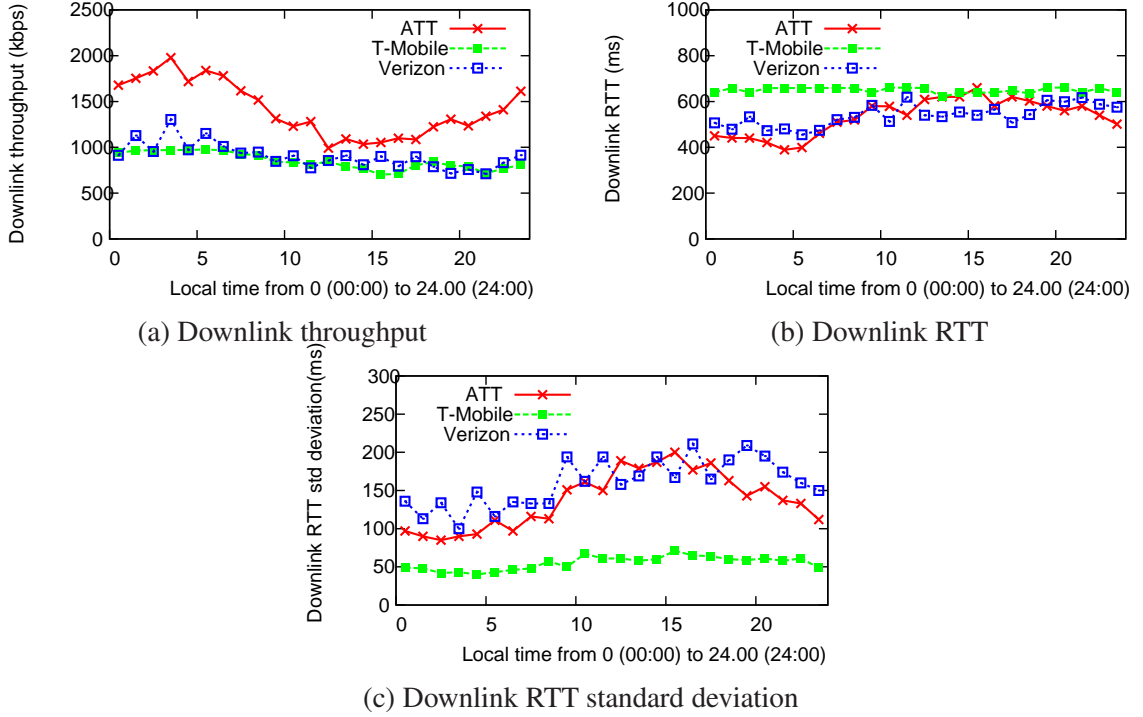 Downlink throughput (kbps)
2500
2000
1500
1000
500
0
0 5 10 15 20
ATT
T-Mobile
Verizon
Local time from 0 (00:00) to 24.00 (24:00)
(a) Downlink throughput
Downlink RTT (ms)
1000
800
600
400
200
0
0 5 10 15 20
ATT
T-Mobile
Verizon
Local time from 0 (00:00) to 24.00 (24:00)
(b) Downlink RTT
Downlink RTT std deviation(ms)
300
250
200
150
100
50
0
0 5 10 15 20
ATT
T-Mobile
Verizon
Local time from 0 (00:00) to 24.00 (24:00)
(c) Downlink RTT standard deviation